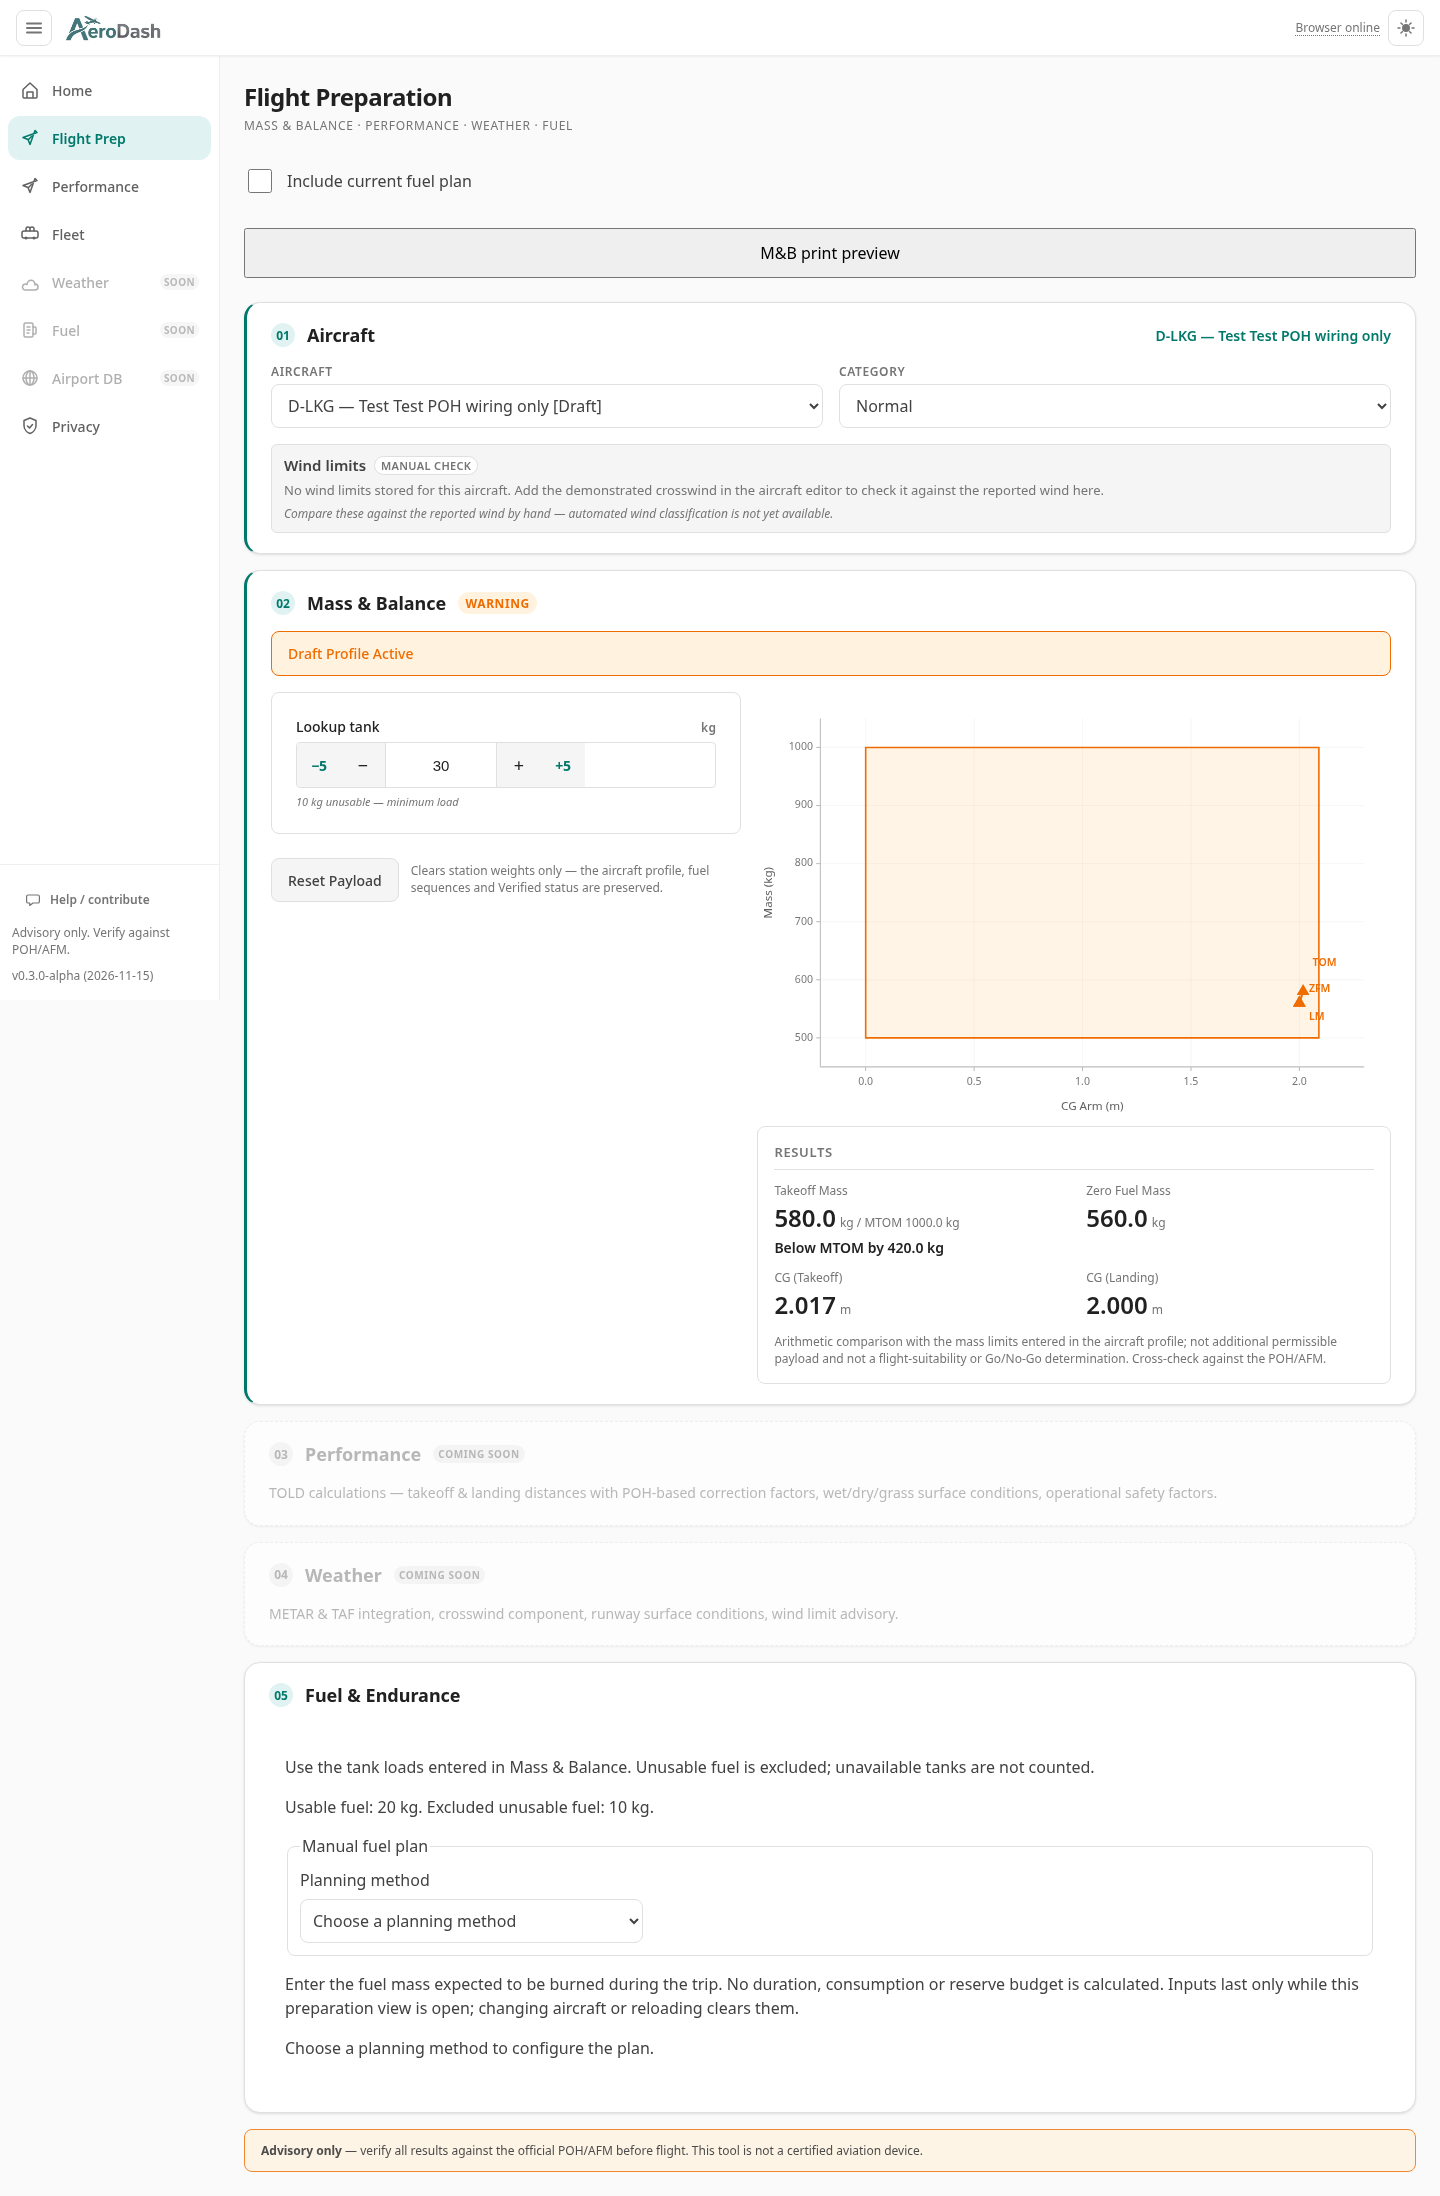 AeroDash
Browser online
Home
Flight Prep
Performance
Fleet
Weather SOON
Fuel SOON
Airport DB SOON
Privacy
Help / contribute
Advisory only. Verify against
POH/AFM.
v0.3.0-alpha (2026-11-15)
Flight Preparation
MASS & BALANCE · PERFORMANCE · WEATHER · FUEL
Include current fuel plan
M&B print preview
01 Aircraft
D-LKG — Test Test POH wiring only
AIRCRAFT
CATEGORY
D-LKG — Test Test POH wiring only [Draft]
Normal
Wind limits MANUAL CHECK
No wind limits stored for this aircraft. Add the demonstrated crosswind in the aircraft editor to check it against the reported wind here.
Compare these against the reported wind by hand — automated wind classification is not yet available.
02 Mass & Balance WARNING
Draft Profile Active
Lookup tank kg
−5 − 30 + +5
10 kg unusable — minimum load
Reset Payload
Clears station weights only — the aircraft profile, fuel
sequences and Verified status are preserved.
Mass (kg)
1000
900
800
700
600
500
TOM
ZFM
LM
0.0 0.5 1.0 1.5 2.0
CG Arm (m)
RESULTS
Takeoff Mass
580.0 kg / MTOM 1000.0 kg
Below MTOM by 420.0 kg
Zero Fuel Mass
560.0 kg
CG (Takeoff)
2.017 m
CG (Landing)
2.000 m
Arithmetic comparison with the mass limits entered in the aircraft profile; not additional permissible
payload and not a flight-suitability or Go/No-Go determination. Cross-check against the POH/AFM.
03 Performance COMING SOON
TOLD calculations — takeoff & landing distances with POH-based correction factors, wet/dry/grass surface conditions, operational safety factors.
04 Weather COMING SOON
METAR & TAF integration, crosswind component, runway surface conditions, wind limit advisory.
05 Fuel & Endurance
Use the tank loads entered in Mass & Balance. Unusable fuel is excluded; unavailable tanks are not counted.
Usable fuel: 20 kg. Excluded unusable fuel: 10 kg.
Manual fuel plan
Planning method
Choose a planning method
Enter the fuel mass expected to be burned during the trip. No duration, consumption or reserve budget is calculated. Inputs last only while this
preparation view is open; changing aircraft or reloading clears them.
Choose a planning method to configure the plan.
Advisory only — verify all results against the official POH/AFM before flight. This tool is not a certified aviation device.